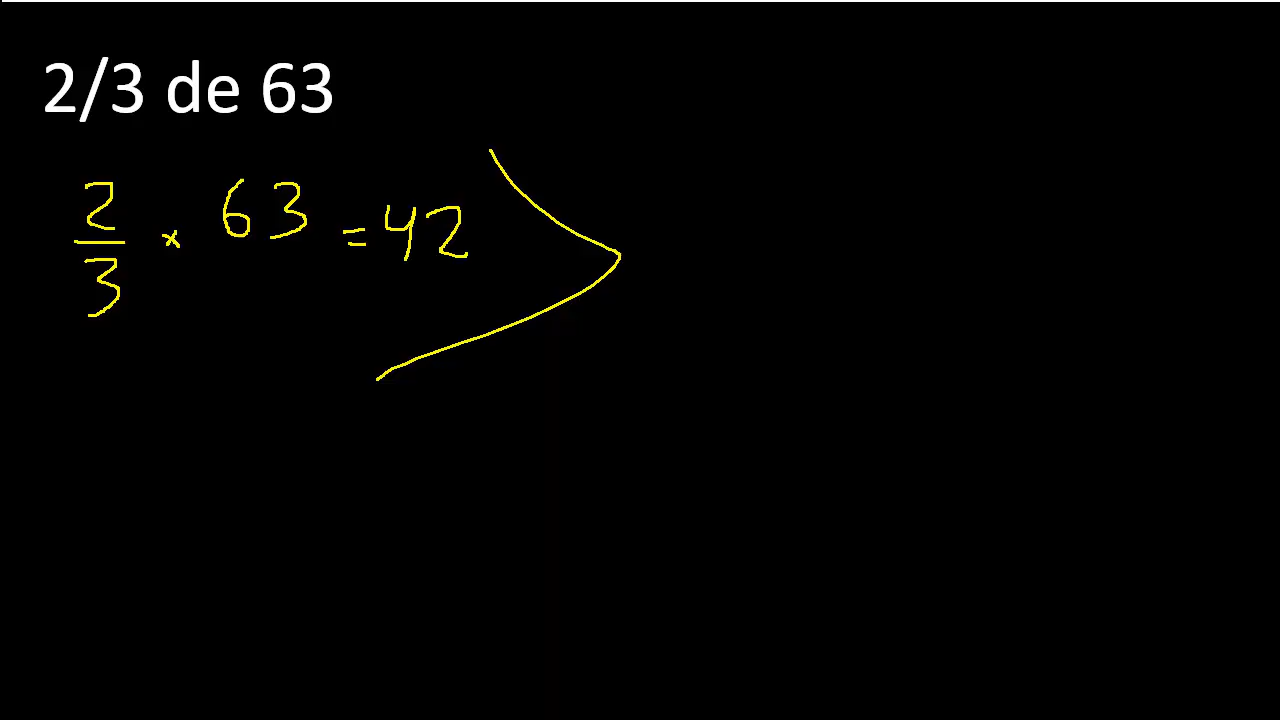 2/3 de 63
2/3 × 63 = 42